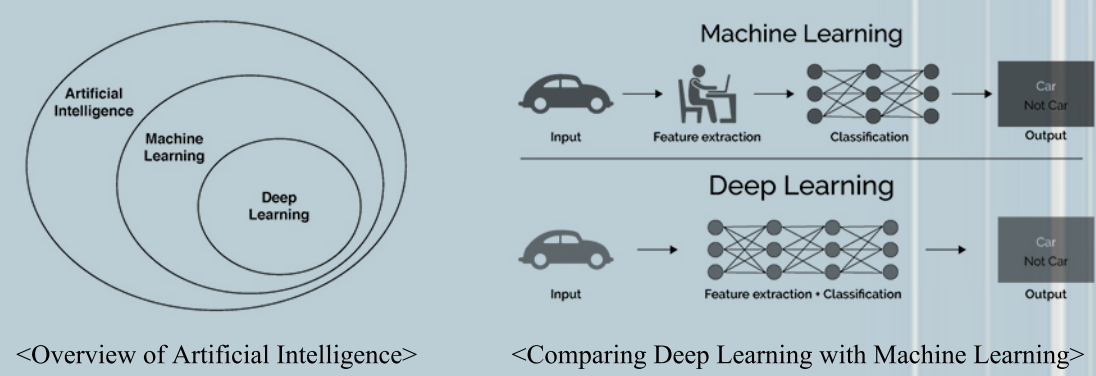 Artificial
Intelligence
Machine
Learning
Deep
Learning
<Overview of Artificial Intelligence>
Machine Learning
Input
Feature extraction
Classification
Car
Not Car
Output
Deep Learning
Input
Feature extraction + Classification
Car
Not Car
Output
<Comparing Deep Learning with Machine Learning>